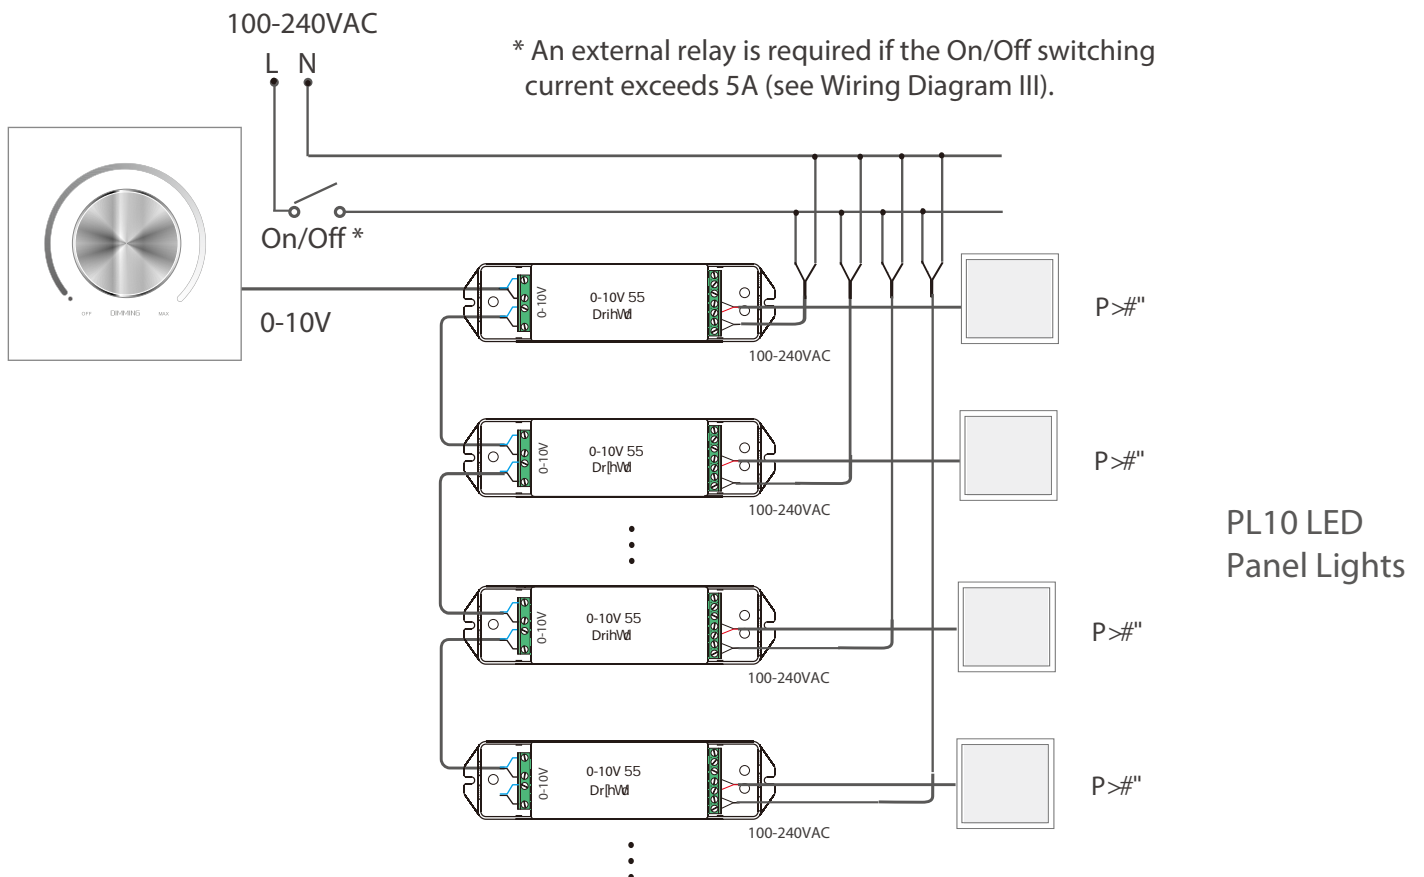 100-240VAC
L N
* An external relay is required if the On/Off switching
current exceeds 5A (see Wiring Diagram III).
On/Off *
OFF DIMMING MAX
0-10V
0-10V
0-10V 55
100-240VAC
P>#"
0-10V
0-10V 55
100-240VAC
P>#"
PL10 LED
Panel Lights
0-10V
0-10V 55
100-240VAC
P>#"
0-10V
0-10V 55
100-240VAC
P>#"